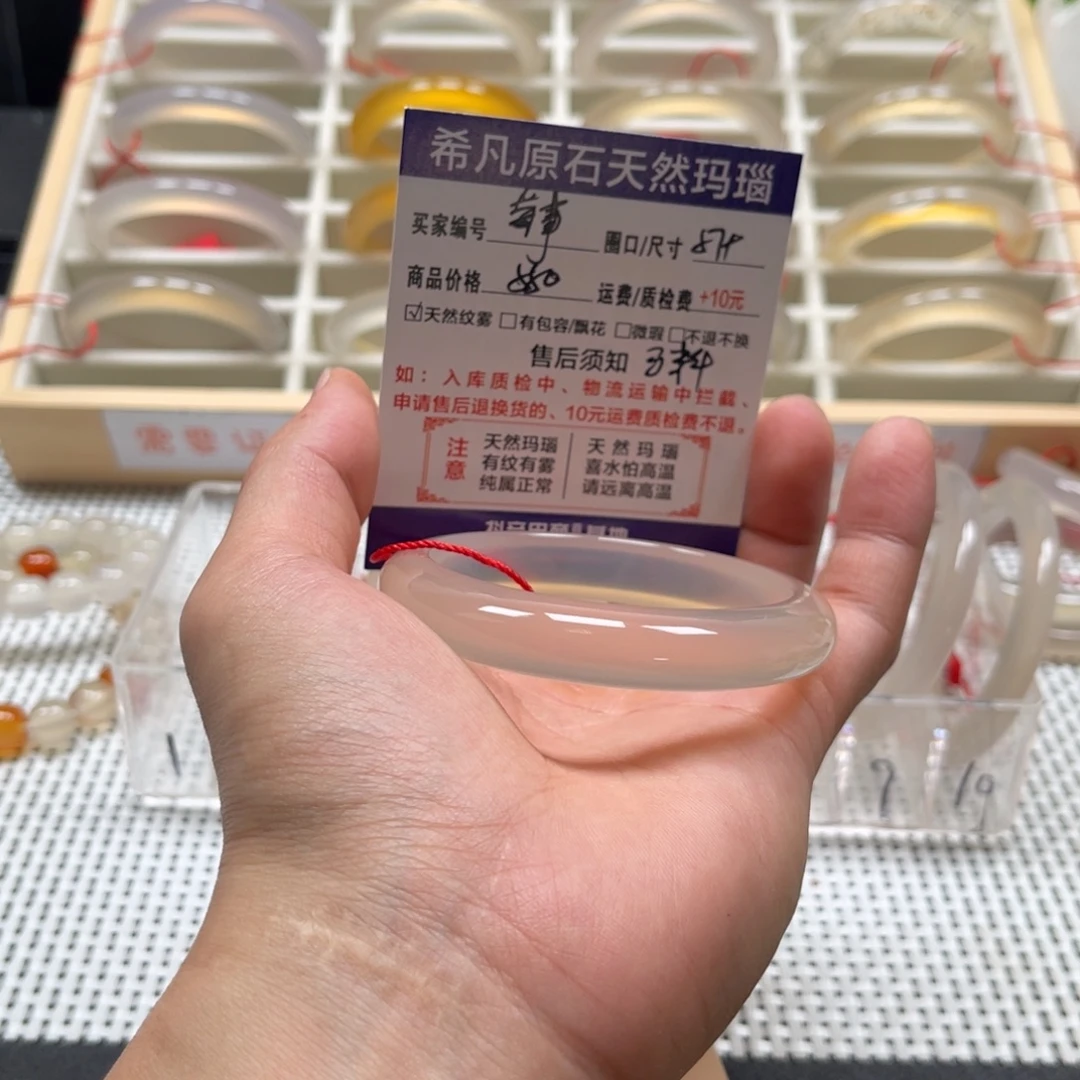 希凡原石天然玛瑙
买家编号 圈口/尺寸
商品价格 运费/质检费 +10元
☑天然纹雾 □有包容/飘花 □微瑕 □不退不换
售后须知
如：入库质检中、物流运输中拦截、
申请售后退换货的、10元运费质检费不退。
注意
天然玛瑙
有纹有雾
纯属正常
天然玛瑙
喜水怕高温
请远离高温
1
7
19